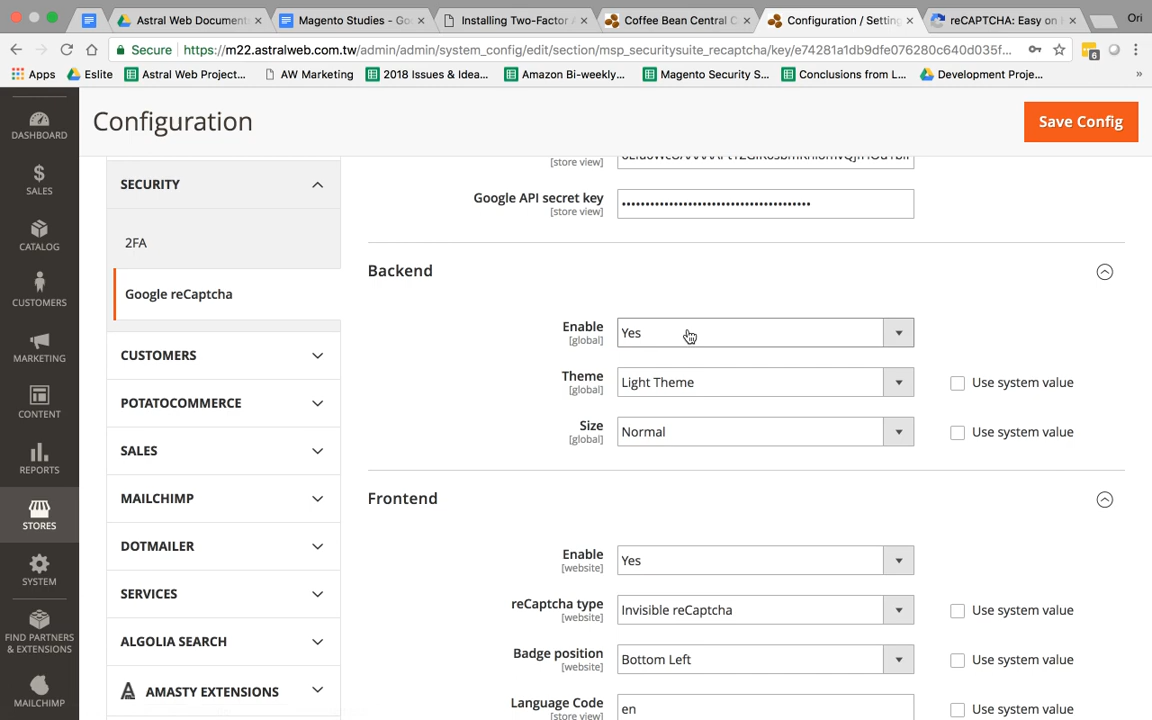 Astral Web Document
Magento Studies - Go
Installing Two-Factor A
Coffee Bean Central C
Configuration / Setting
reCAPTCHA: Easy on
Ori
Secure
https://m22.astralweb.com.tw/admin/admin/system_config/edit/section/msp_securitysuite_recaptcha/key/e74281a1db9dfe076280c640d035f...
6
Apps
Eslite
Astral Web Project...
AW Marketing
2018 Issues & Idea...
Amazon Bi-weekly...
Magento Security S...
Conclusions from L...
Development Proje...
»
Configuration
Save Config
DASHBOARD
SALES
CATALOG
CUSTOMERS
MARKETING
CONTENT
REPORTS
STORES
SYSTEM
FIND PARTNERS
& EXTENSIONS
MAILCHIMP
SECURITY
2FA
Google reCaptcha
CUSTOMERS
POTATOCOMMERCE
SALES
MAILCHIMP
DOTMAILER
SERVICES
ALGOLIA SEARCH
AMASTY EXTENSIONS
[store view]
Google API secret key
[store view]
Backend
Enable
[global]
Yes
Theme
[global]
Light Theme
Use system value
Size
[global]
Normal
Use system value
Frontend
Enable
[website]
Yes
reCaptcha type
[website]
Invisible reCaptcha
Use system value
Badge position
[website]
Bottom Left
Use system value
Language Code
[store view]
en
Use system value